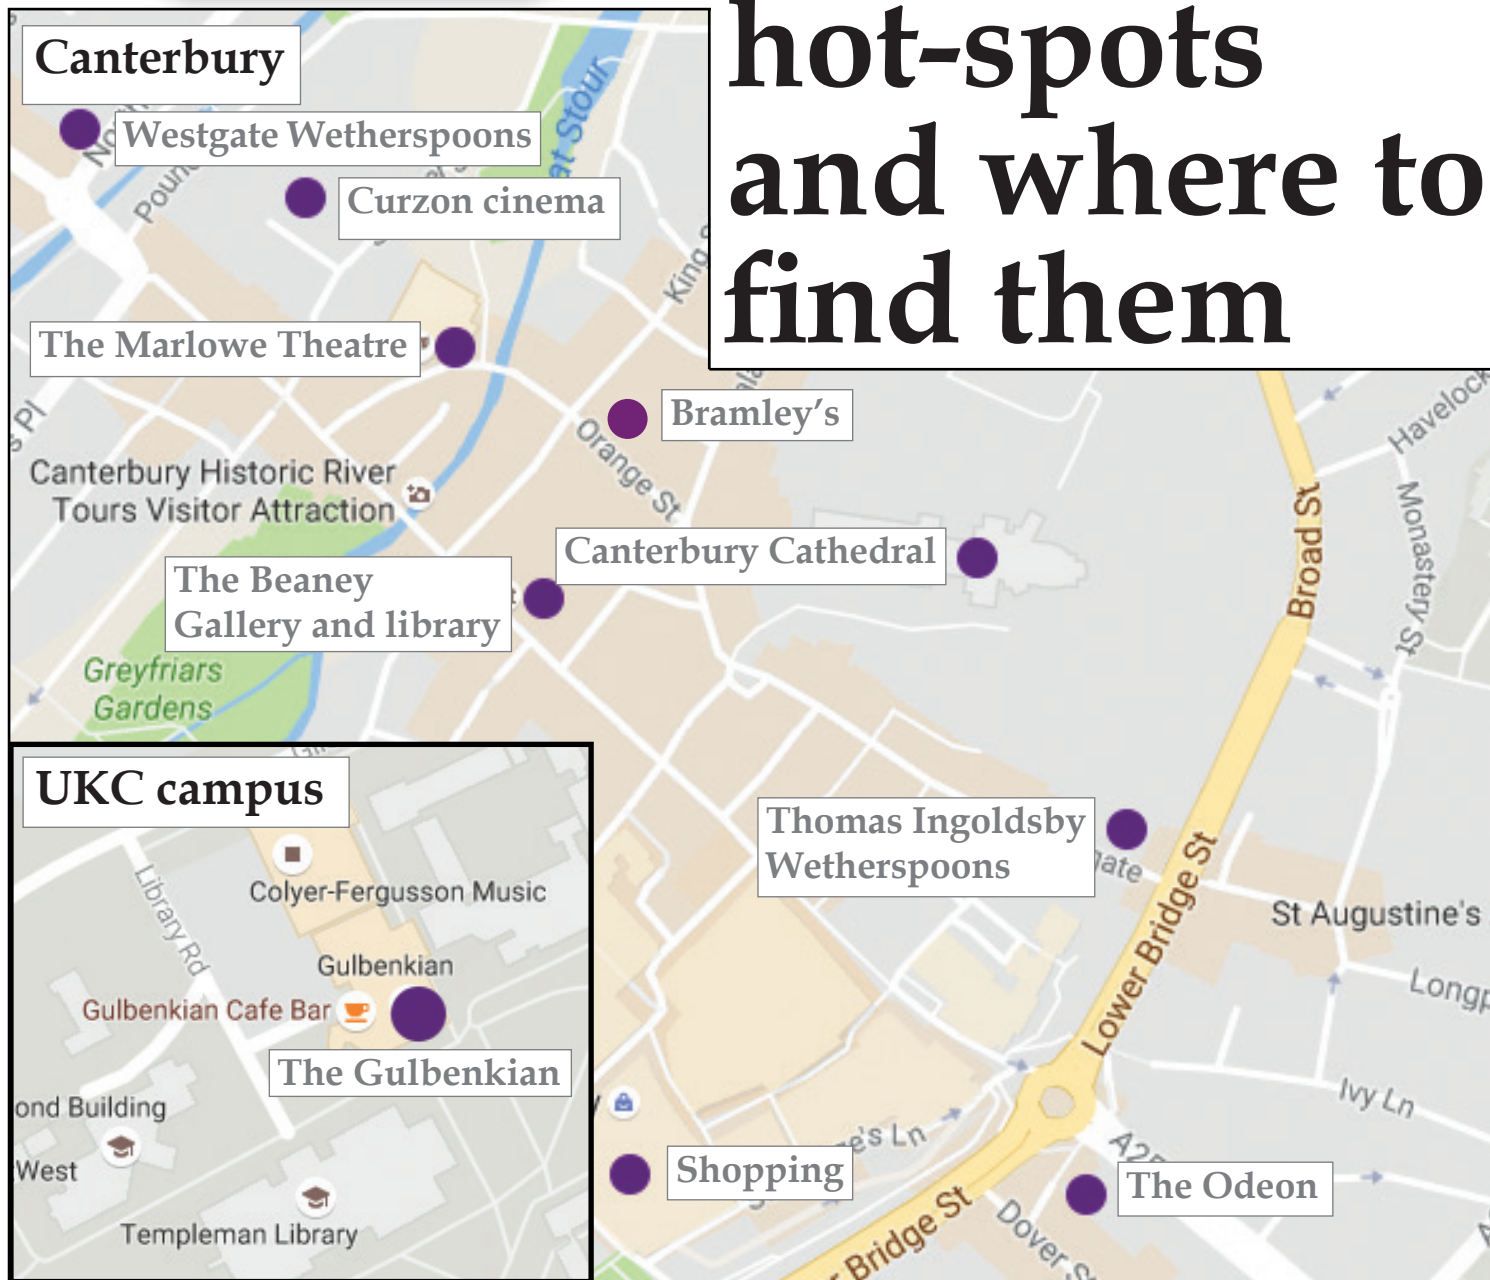 hot-spots
and where to
find them
Canterbury
Westgate Wetherspoons
Curzon cinema
The Marlowe Theatre
Bramley's
Orange St
Canterbury Historic River
Tours Visitor Attraction
Canterbury Cathedral
The Beaney
Gallery and library
Greyfriars
Gardens
Broad St
Monastery St
Havelock
Thomas Ingoldsby
Wetherspoons
Lower Bridge St
St Augustine's
Ivy Ln
Shopping
The Odeon
Bridge St
Dover St
UKC campus
Library Rd
Colyer-Fergusson Music
Gulbenkian
Gulbenkian Cafe Bar
The Gulbenkian
Building
West
Templeman Library